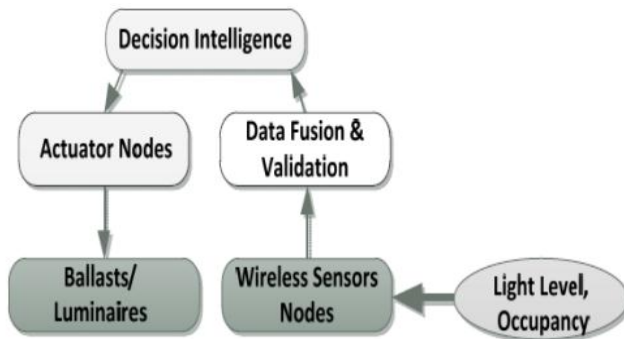 Decision Intelligence
Actuator Nodes
Data Fusion &
Validation
Ballasts/
Luminaires
Wireless Sensors
Nodes
Light Level,
Occupancy